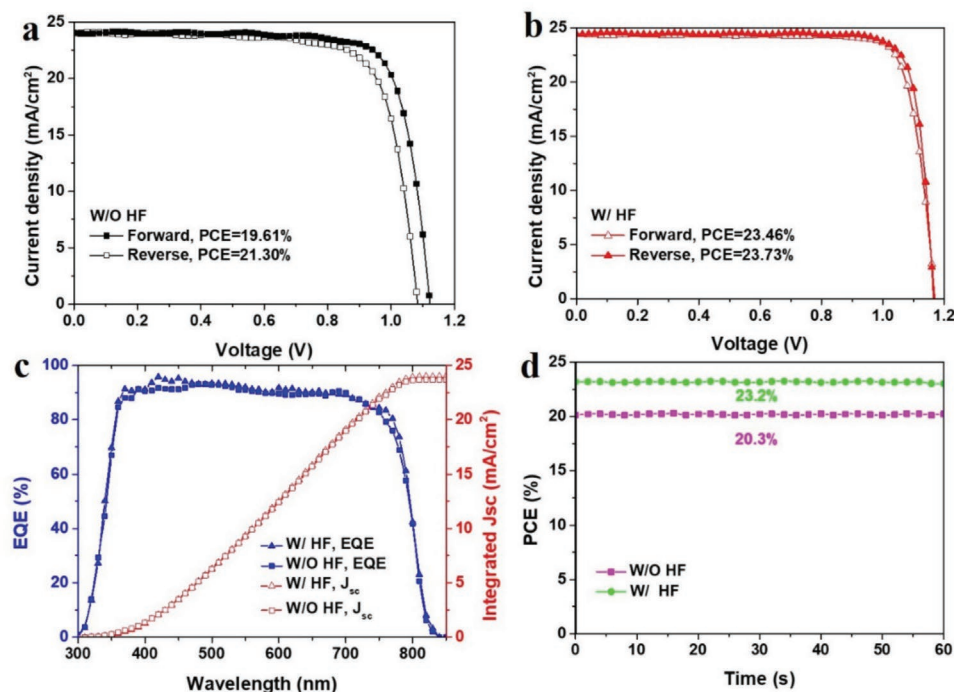 a
25
20
15
10
5
0
Current density (mA/cm²)
W/O HF
Forward, PCE=19.61%
Reverse, PCE=21.30%
0.0 0.2 0.4 0.6 0.8 1.0 1.2
Voltage (V)
b
25
20
15
10
5
0
Current density (mA/cm²)
W/ HF
Forward, PCE=23.46%
Reverse, PCE=23.73%
0.0 0.2 0.4 0.6 0.8 1.0 1.2
Voltage (V)
c
100
80
60
40
20
0
EQE (%)
W/ HF, EQE
W/O HF, EQE
W/ HF, Jsc
W/O HF, Jsc
25
20
15
10
5
0
Integrated Jsc (mA/cm²)
300 400 500 600 700 800
Wavelength (nm)
d
25
20
15
10
5
0
PCE (%)
23.2%
20.3%
W/O HF
W/ HF
0 10 20 30 40 50 60
Time (s)